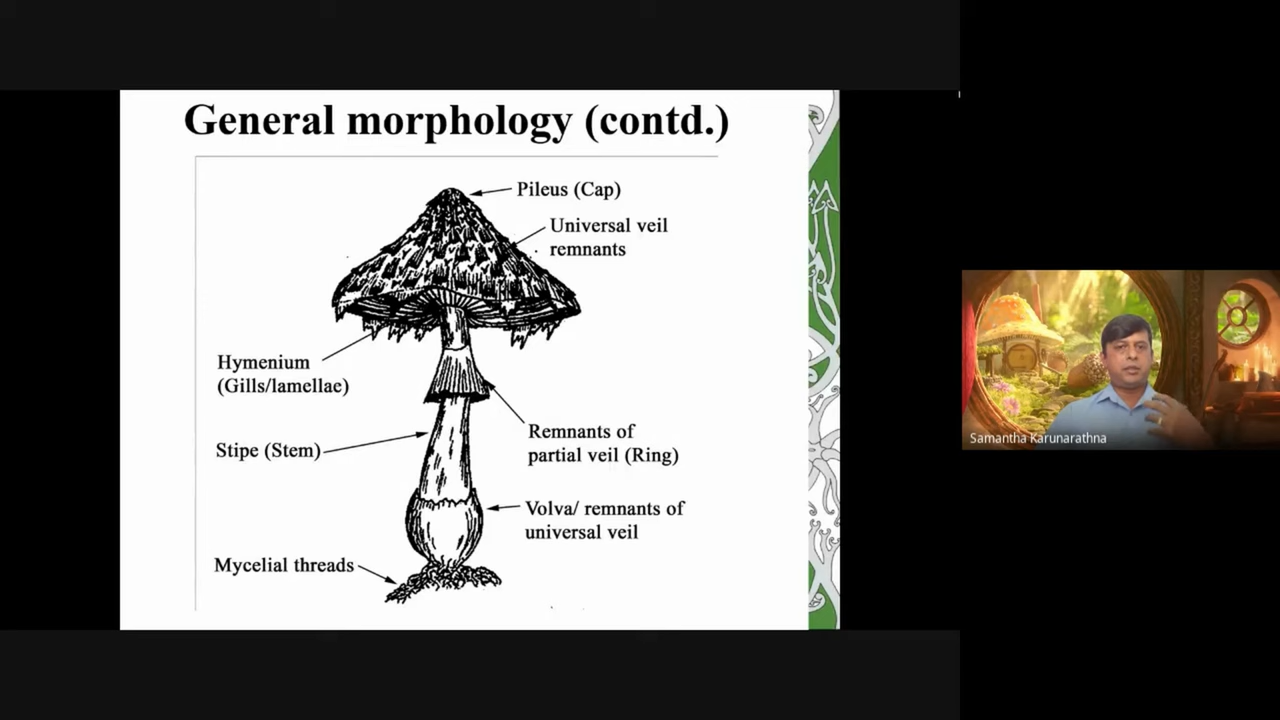 General morphology (contd.)
Pileus (Cap)
Universal veil
remnants
Hymenium
(Gills/lamellae)
Stipe (Stem)
Remnants of
partial veil (Ring)
Volva/ remnants of
universal veil
Mycelial threads
Samantha Karunarathna